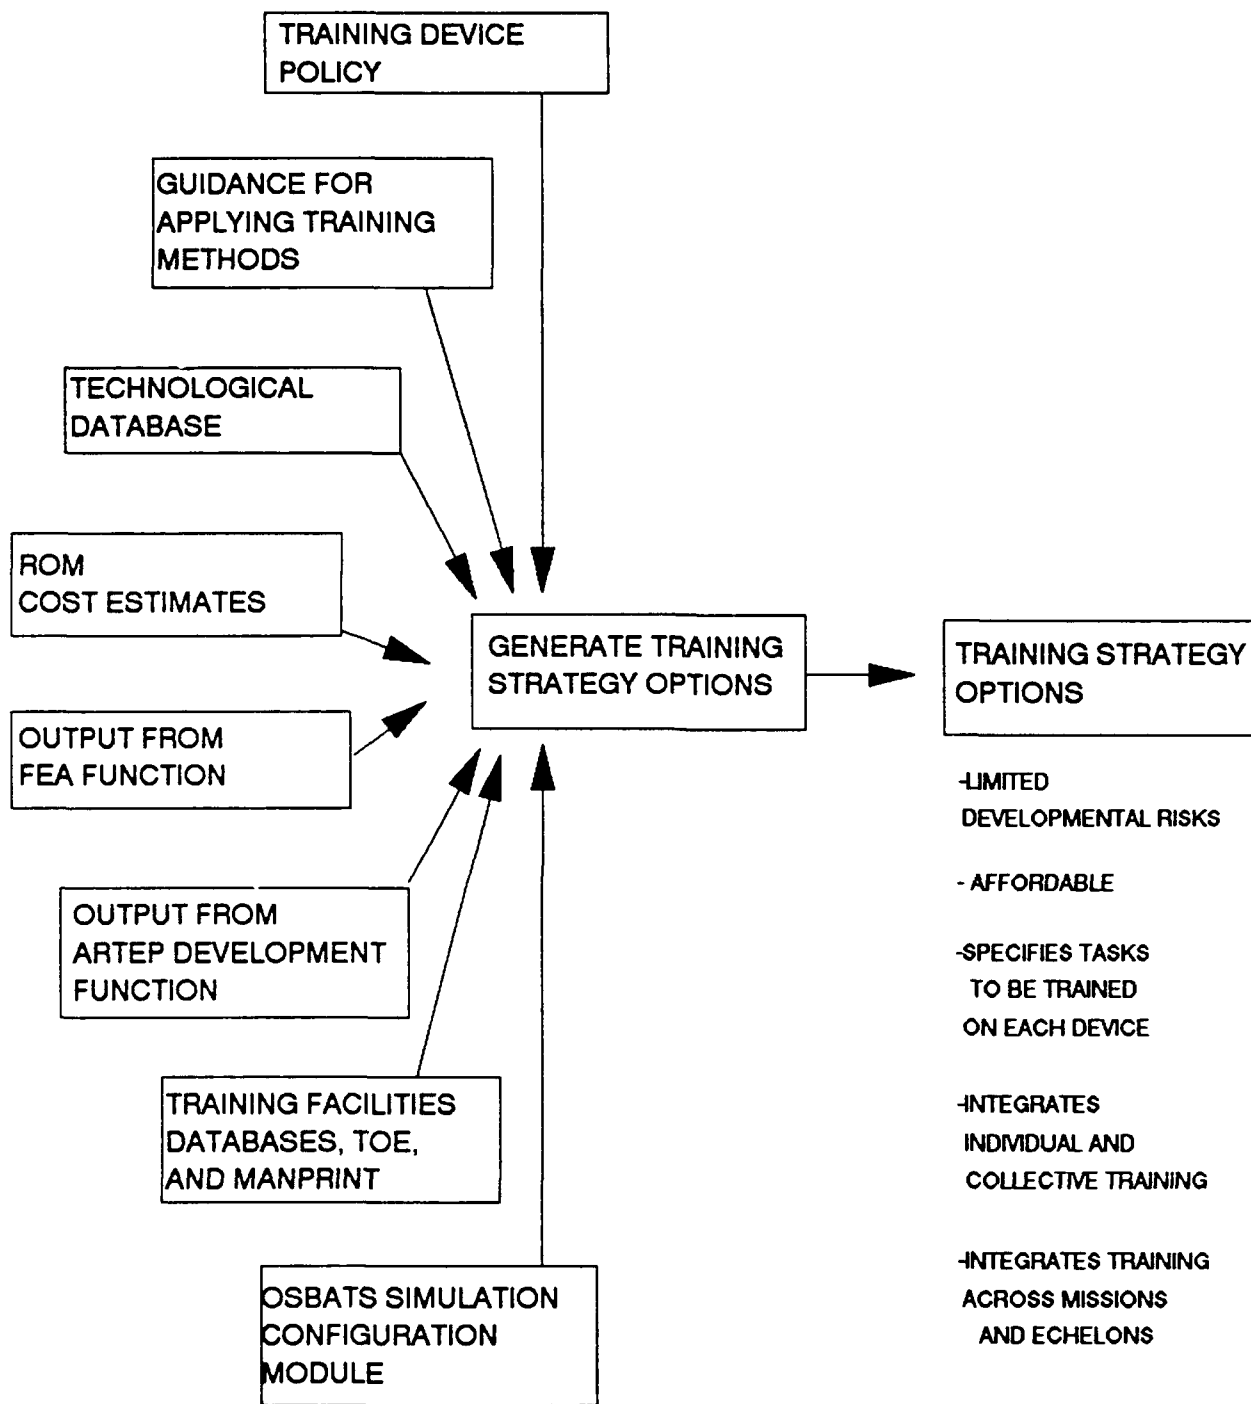 TRAINING DEVICE
POLICY
GUIDANCE FOR
APPLYING TRAINING
METHODS
TECHNOLOGICAL
DATABASE
ROM
COST ESTIMATES
OUTPUT FROM
FEA FUNCTION
OUTPUT FROM
ARTEP DEVELOPMENT
FUNCTION
TRAINING FACILITIES
DATABASES, TOE,
AND MANPRINT
OSBATS SIMULATION
CONFIGURATION
MODULE
GENERATE TRAINING
STRATEGY OPTIONS
TRAINING STRATEGY
OPTIONS
-LIMITED
DEVELOPMENTAL RISKS
- AFFORDABLE
-SPECIFIES TASKS
TO BE TRAINED
ON EACH DEVICE
-INTEGRATES
INDIVIDUAL AND
COLLECTIVE TRAINING
-INTEGRATES TRAINING
ACROSS MISSIONS
AND ECHELONS